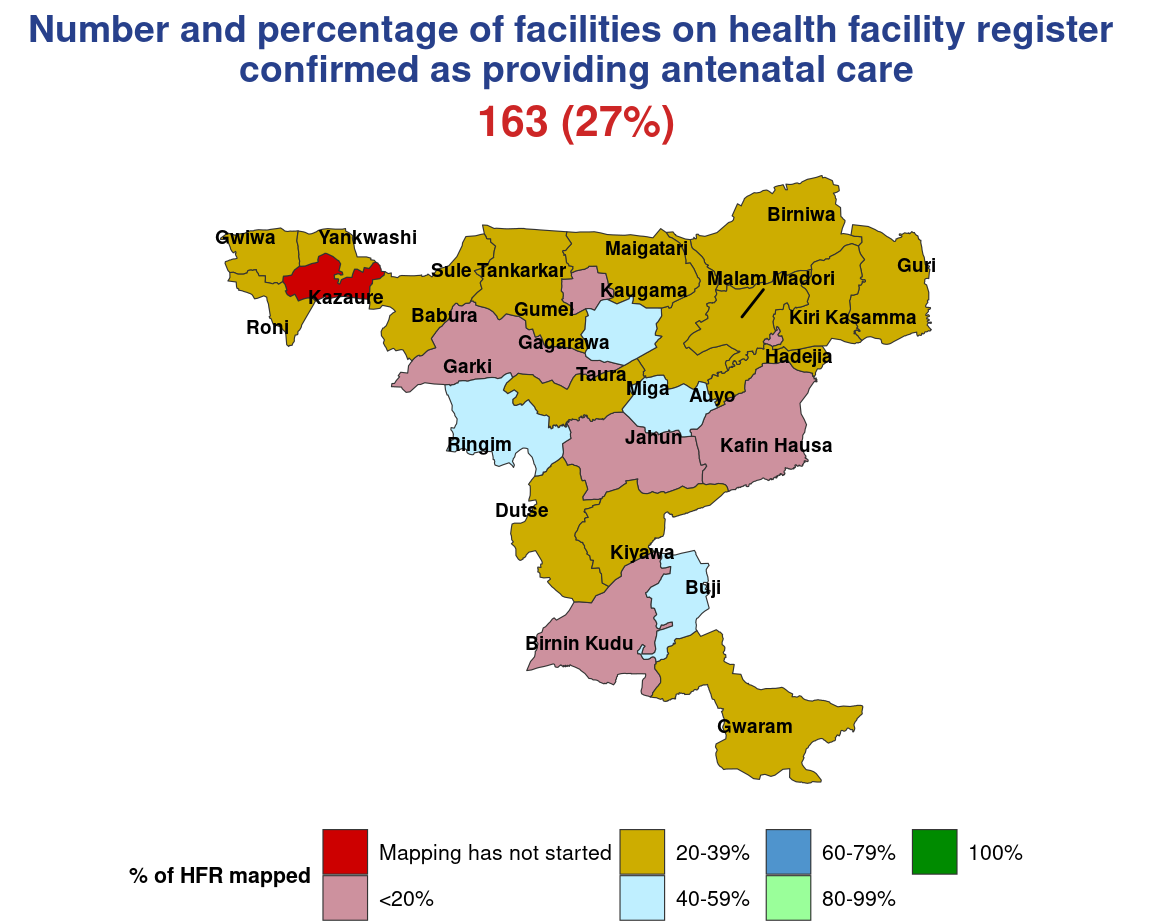 Number and percentage of facilities on health facility register
confirmed as providing antenatal care
163 (27%)
Birniwa
Gwiwa
Yankwashi
Maigatari
Guri
Sule Tankarkar
Malam Madori
Kaugama
Kazaure
Gumel
Babura
Kiri Kasamma
Roni
Gagarawa
Hadejia
Garki
Taura
Miga
Auyo
Jahun
Ringim
Kafin Hausa
Dutse
Kiyawa
Buji
Birnin Kudu
Gwaram
% of HFR mapped
Mapping has not started
<20%
20-39%
40-59%
60-79%
80-99%
100%